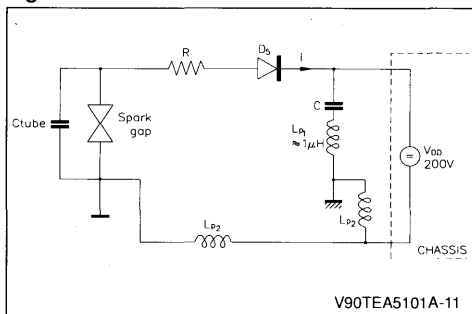 R
D5
I
Ctube
Spark
gap
C
LP1
≈1μH
VDD
200V
LP2
LP2
CHASSIS
V90TEA5101A-11